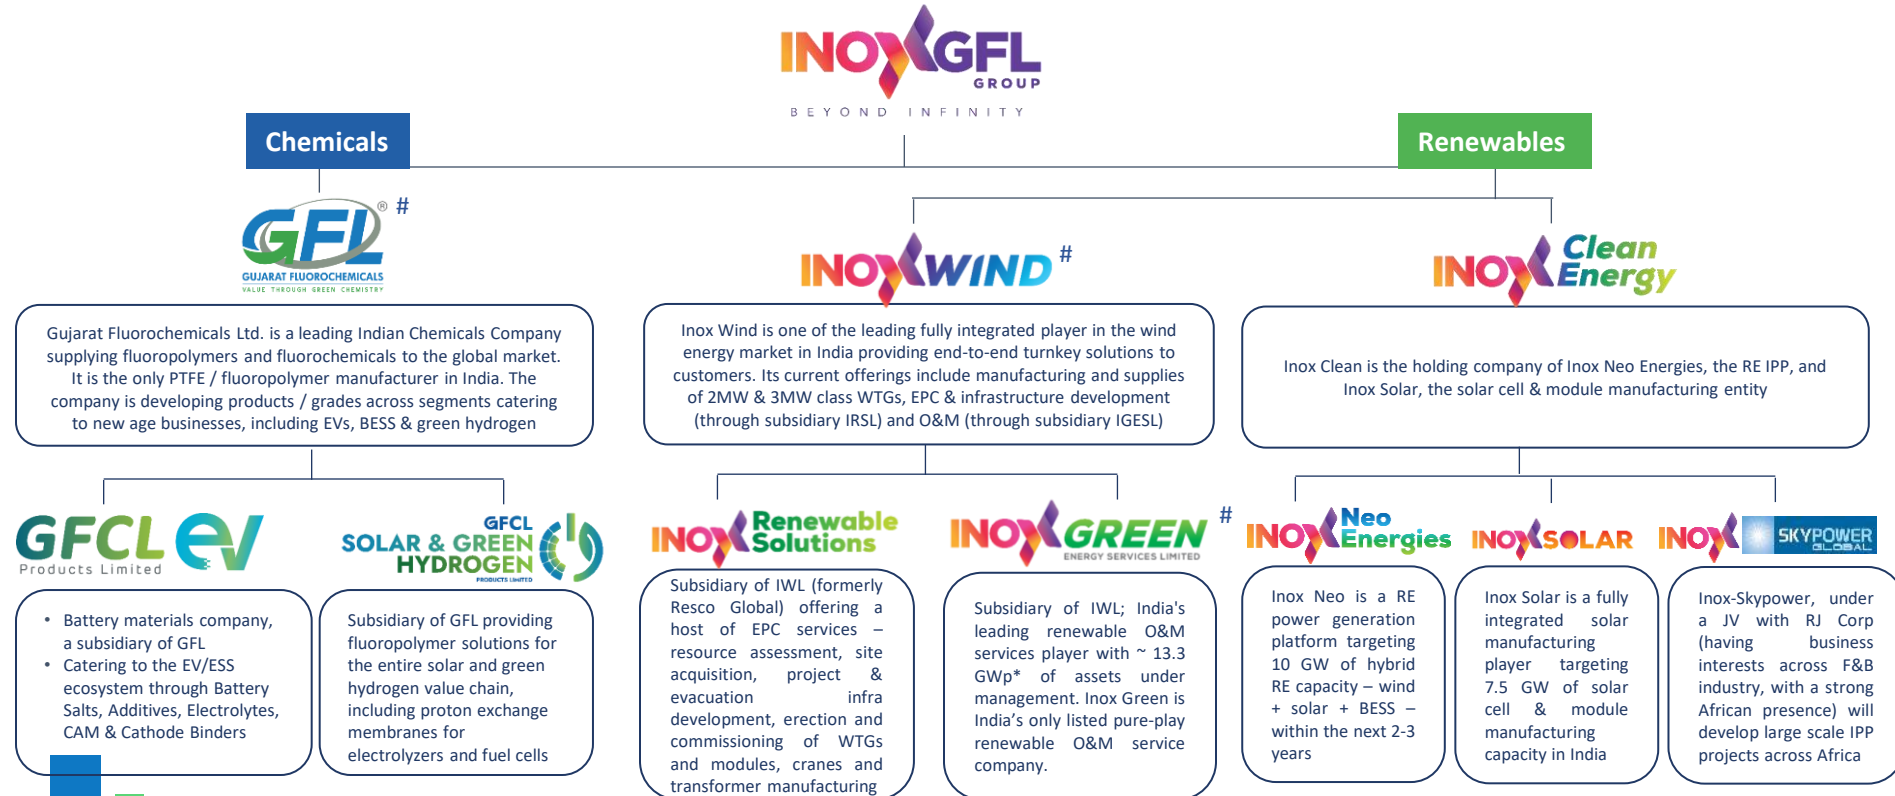 INOXGFL
GROUP
BEYOND INFINITY
Chemicals
Renewables
GFL ® #
GUJARAT FLUOROCHEMICALS
VALUE THROUGH GREEN CHEMISTRY
INOXWIND #
INOX Clean
Energy
Gujarat Fluorochemicals Ltd. is a leading Indian Chemicals Company
supplying fluoropolymers and fluorochemicals to the global market.
It is the only PTFE / fluoropolymer manufacturer in India. The
company is developing products / grades across segments catering
to new age businesses, including EVs, BESS & green hydrogen
Inox Wind is one of the leading fully integrated player in the wind
energy market in India providing end-to-end turnkey solutions to
customers. Its current offerings include manufacturing and supplies
of 2MW & 3MW class WTGs, EPC & infrastructure development
(through subsidiary IRSL) and O&M (through subsidiary IGESL)
Inox Clean is the holding company of Inox Neo Energies, the RE IPP, and
Inox Solar, the solar cell & module manufacturing entity
GFCL ev
Products Limited
GFCL
SOLAR & GREEN
HYDROGEN
PRODUCTS LIMITED
INOX Renewable
Solutions
INOXGREEN #
ENERGY SERVICES LIMITED
INOX Neo
Energies
INOXSOLAR
INOX SKYPOWER
GLOBAL
• Battery materials company,
a subsidiary of GFL
• Catering to the EV/ESS
ecosystem through Battery
Salts, Additives, Electrolytes,
CAM & Cathode Binders
Subsidiary of GFL providing
fluoropolymer solutions for
the entire solar and green
hydrogen value chain,
including proton exchange
membranes for
electrolyzers and fuel cells
Subsidiary of IWL (formerly
Resco Global) offering a
host of EPC services –
resource assessment, site
acquisition, project &
evacuation infra
development, erection and
commissioning of WTGs
and modules, cranes and
transformer manufacturing
Subsidiary of IWL; India's
leading renewable O&M
services player with ~ 13.3
GWp* of assets under
management. Inox Green is
India’s only listed pure-play
renewable O&M service
company.
Inox Neo is a RE
power generation
platform targeting
10 GW of hybrid
RE capacity – wind
+ solar + BESS –
within the next 2-3
years
Inox Solar is a fully
integrated solar
manufacturing
player targeting
7.5 GW of solar
cell & module
manufacturing
capacity in India
Inox-Skypower, under
a JV with RJ Corp
(having business
interests across F&B
industry, with a strong
African presence) will
develop large scale IPP
projects across Africa